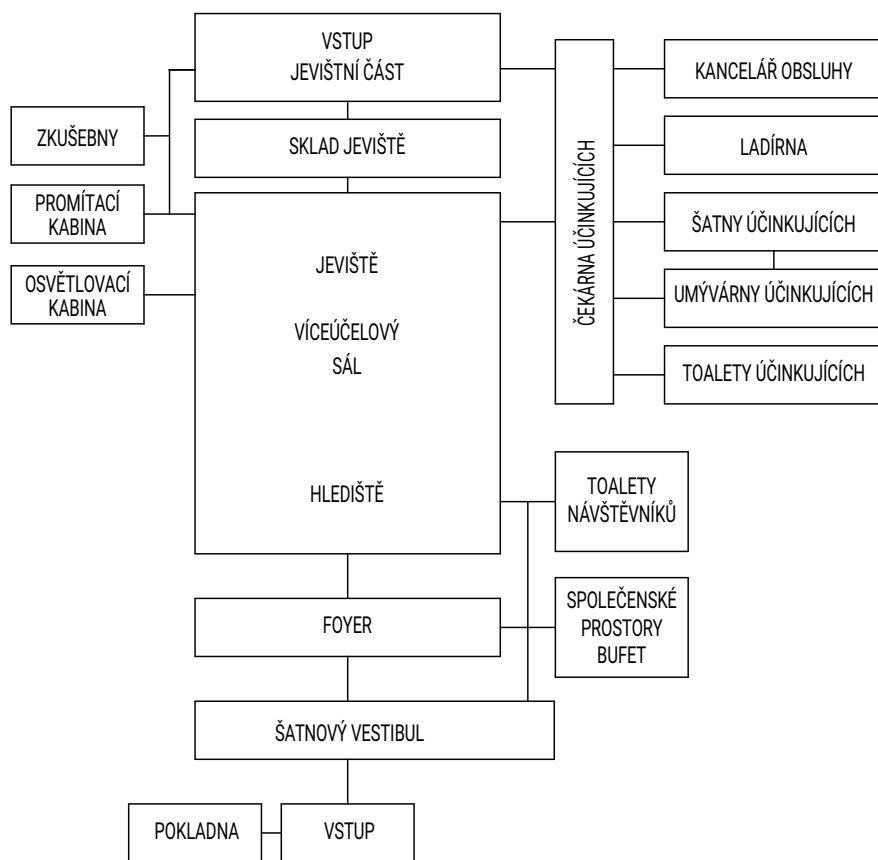 VSTUP
JEVIŠTNÍ ČÁST
KANCELÁŘ OBSLUHY
ZKUŠEBNY
SKLAD JEVIŠTĚ
LADÍRNA
ČEKÁRNA ÚČINKUJÍCÍCH
PROMÍTACÍ
KABINA
ŠATNY ÚČINKUJÍCÍCH
JEVIŠTĚ
OSVĚTLOVACÍ
KABINA
UMÝVÁRNY ÚČINKUJÍCÍCH
VÍCEÚČELOVÝ
SÁL
TOALETY ÚČINKUJÍCÍCH
HLEDIŠTĚ
TOALETY
NÁVŠTĚVNÍKŮ
FOYER
SPOLEČENSKÉ
PROSTORY
BUFET
ŠATNOVÝ VESTIBUL
POKLADNA
VSTUP